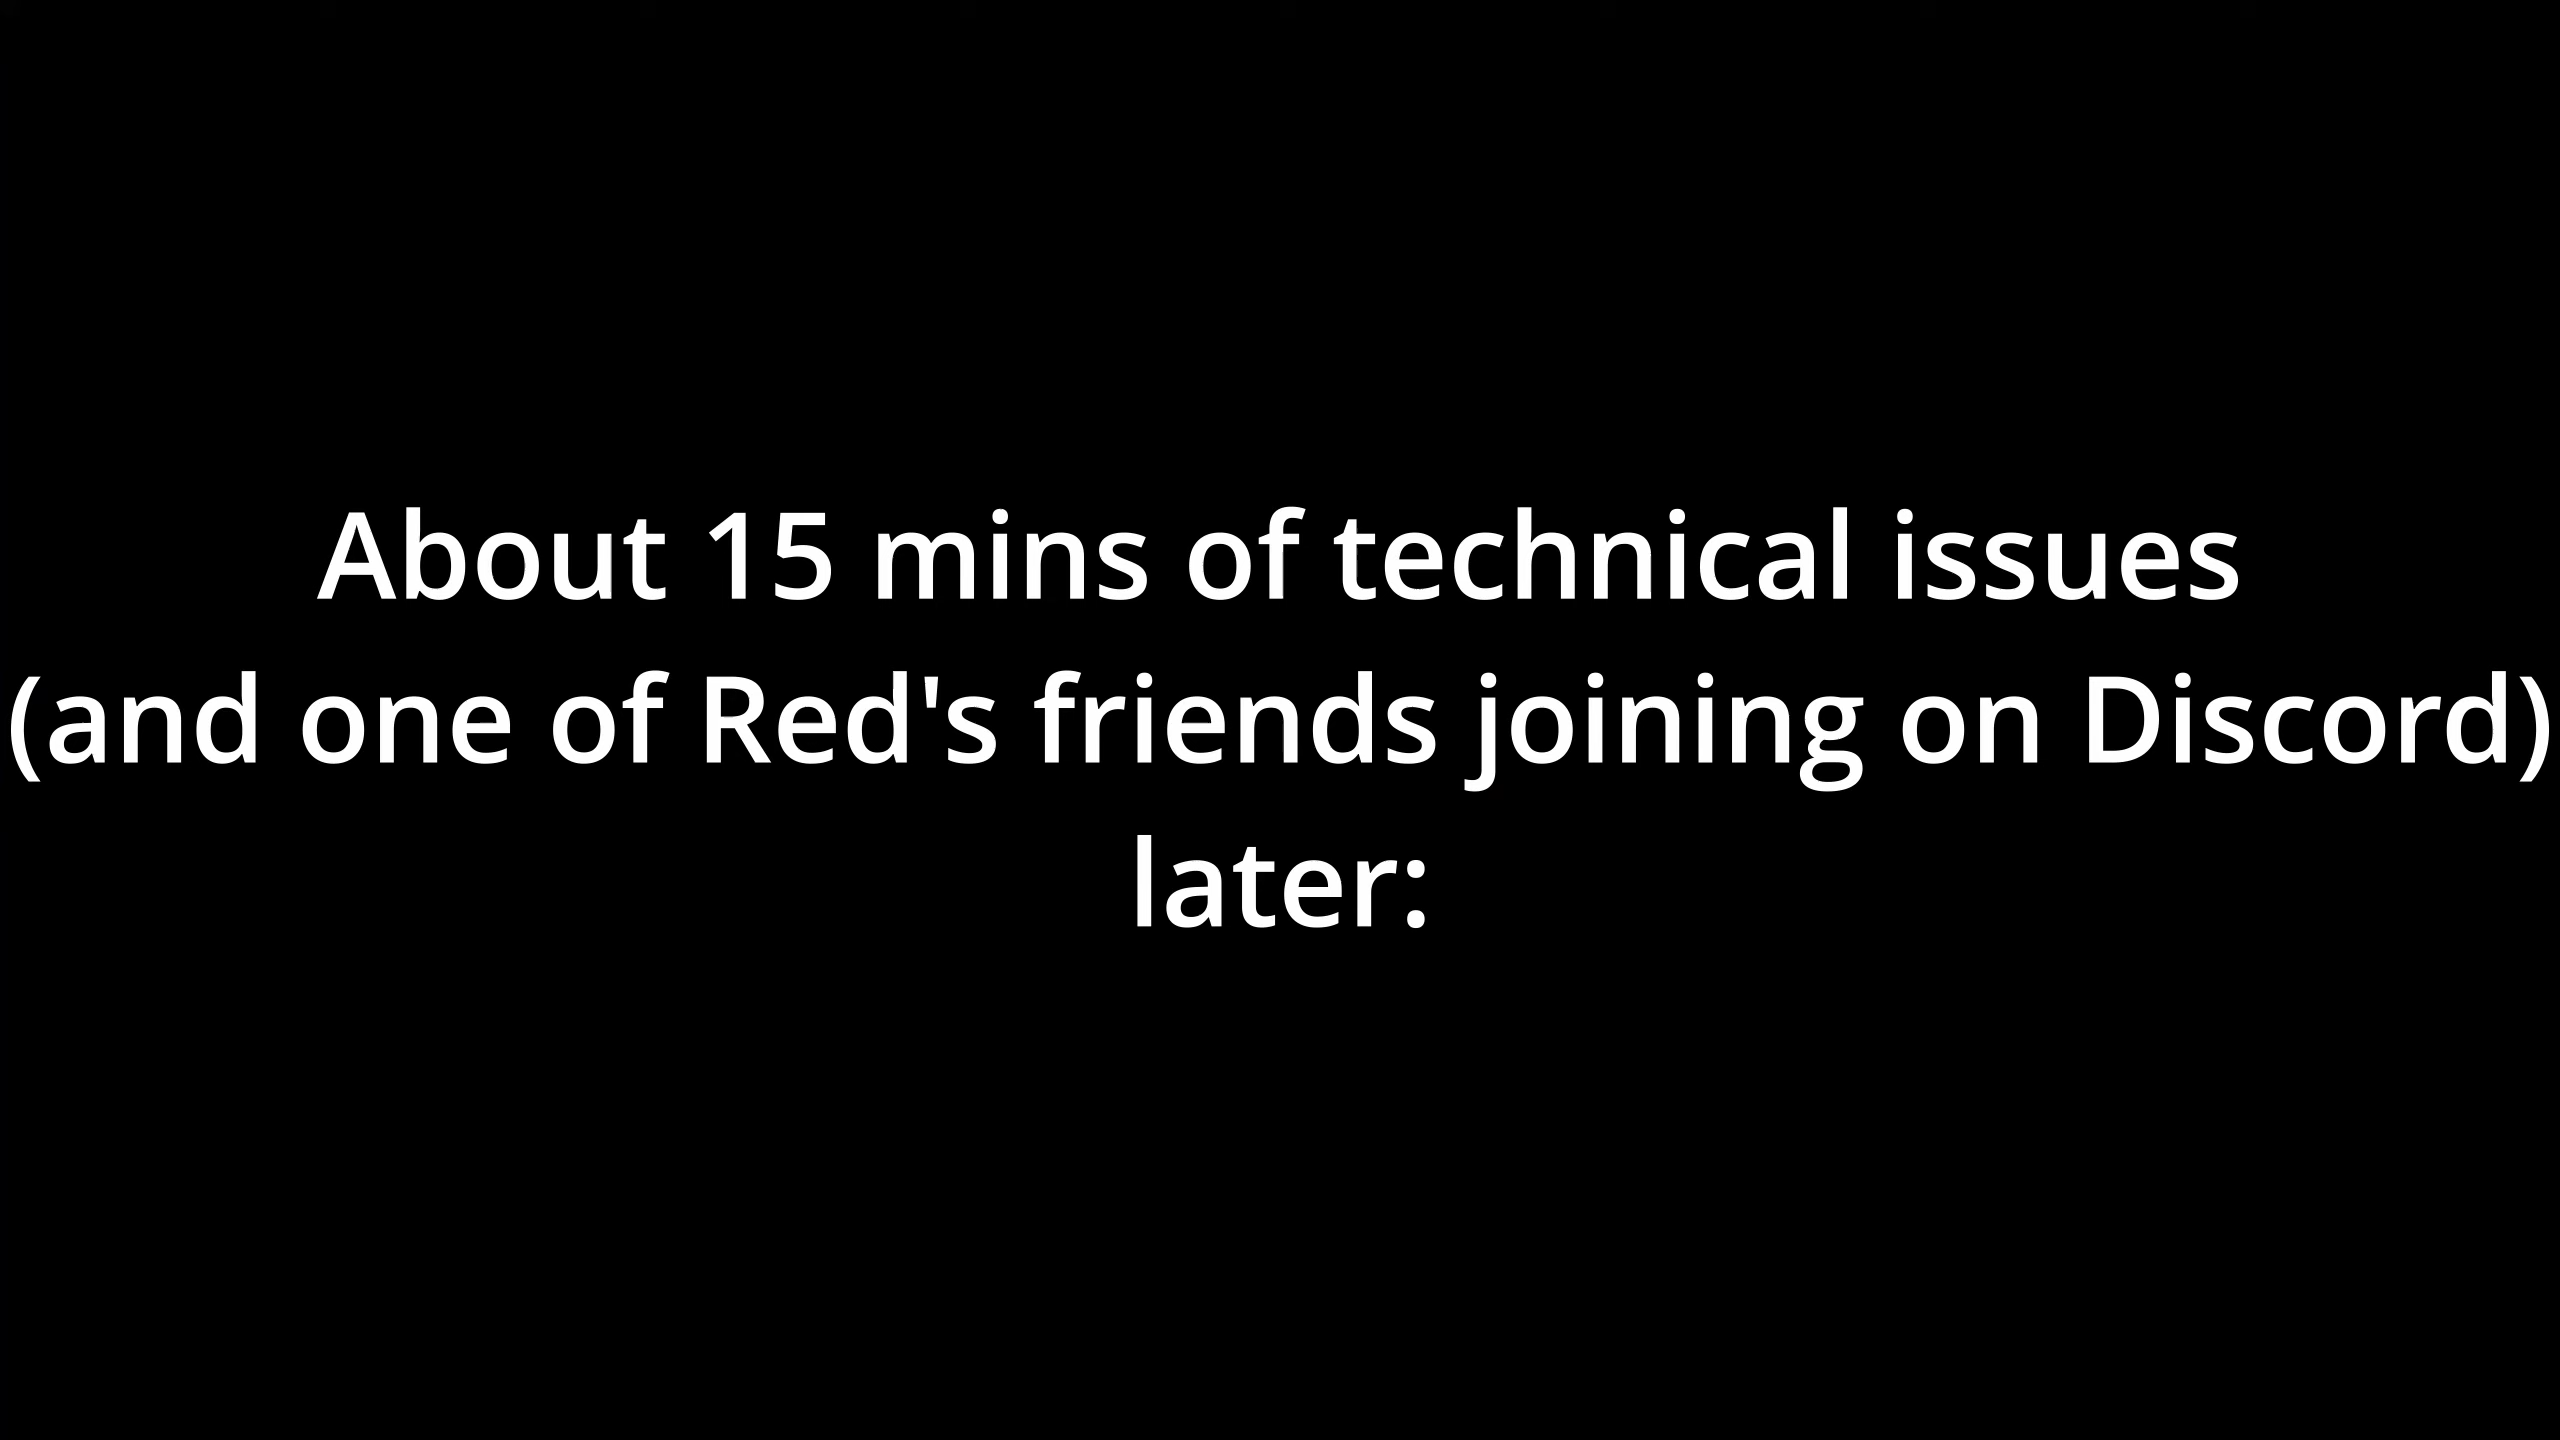 About 15 mins of technical issues
(and one of Red's friends joining on Discord)
later: